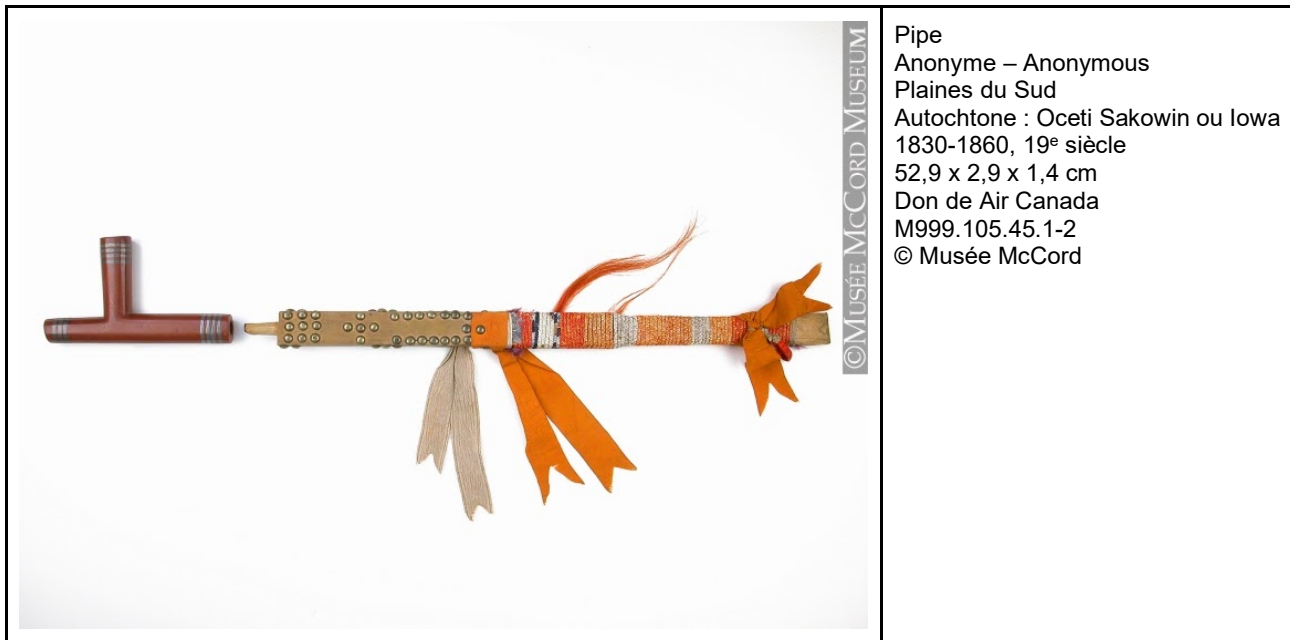 ©MUSÉE MCCORD MUSEUM
Pipe
Anonyme – Anonymous
Plaines du Sud
Autochtone : Oceti Sakowin ou Iowa
1830-1860, 19e siècle
52,9 x 2,9 x 1,4 cm
Don de Air Canada
M999.105.45.1-2
© Musée McCord